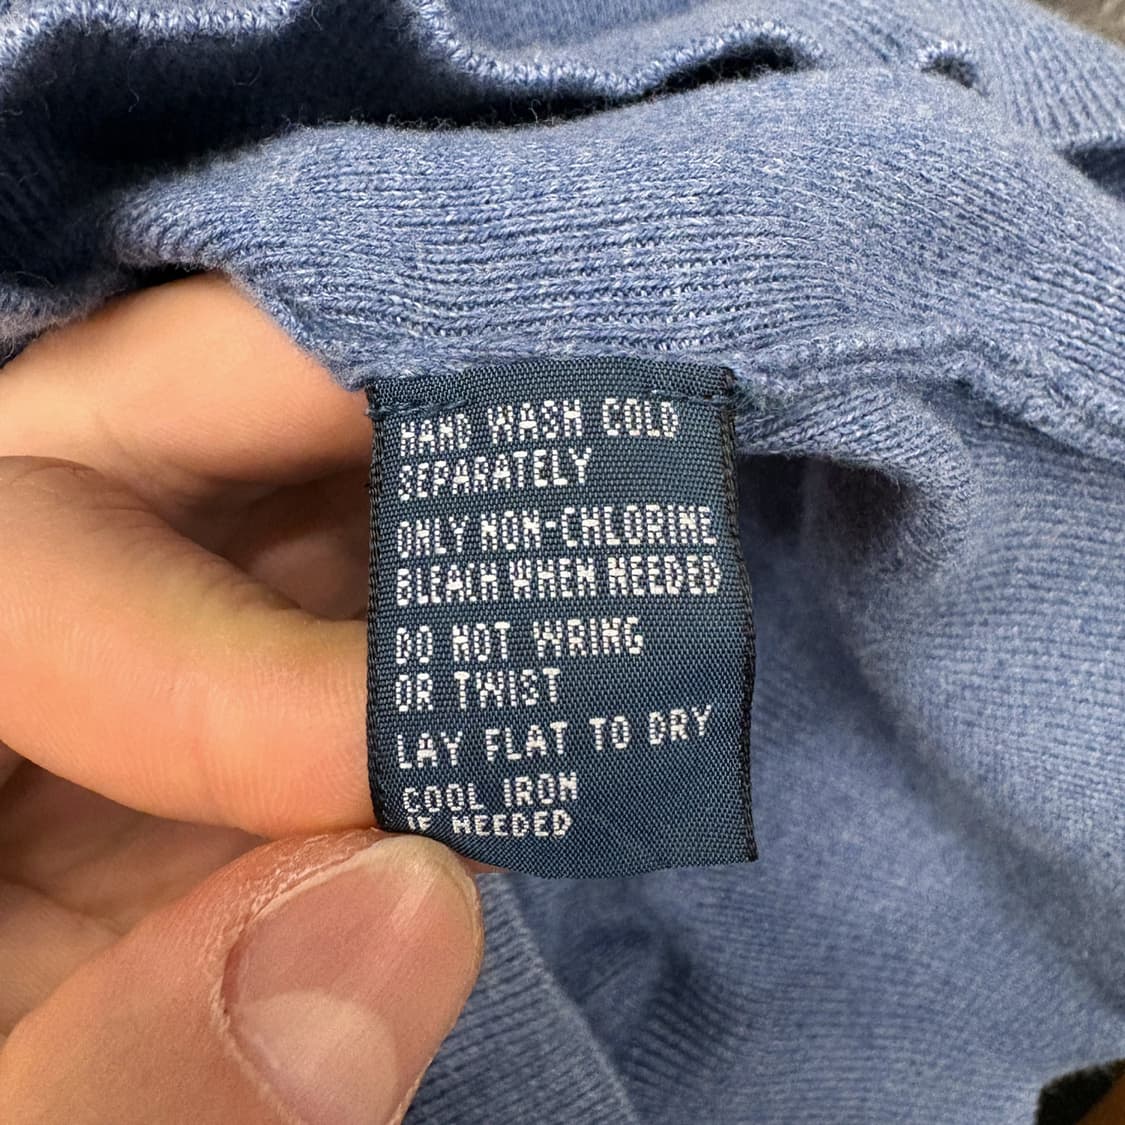 HAND WASH COLD
SEPARATELY
ONLY NON-CHLORINE
BLEACH WHEN NEEDED
DO NOT WRING
OR TWIST
LAY FLAT TO DRY
COOL IRON
IF NEEDED